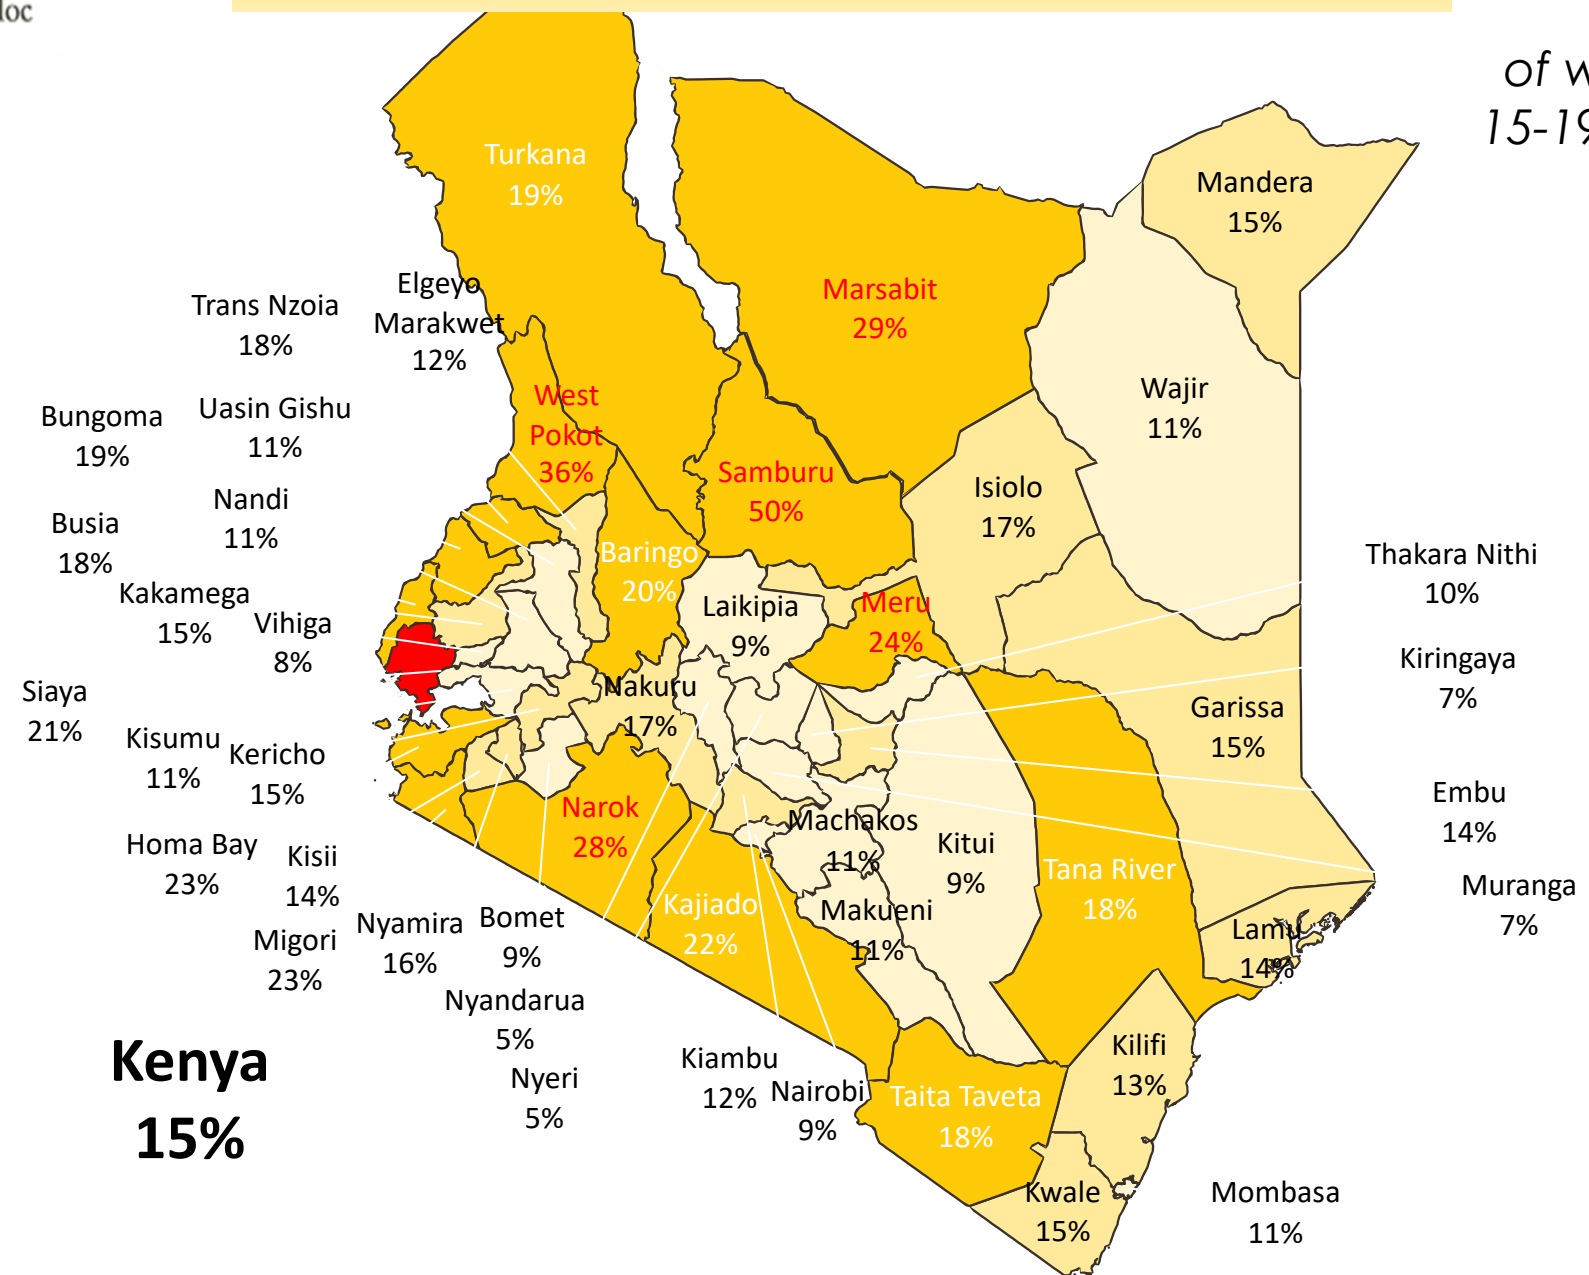 loc
of w
15-19
Turkana
19%
Mandera
15%
Marsabit
29%
Elgeyo
Marakwet
12%
Trans Nzoia
18%
West
Pokot
36%
Wajir
11%
Bungoma
19%
Uasin Gishu
11%
Samburu
50%
Isiolo
17%
Nandi
11%
Busia
18%
Baringo
20%
Thakara Nithi
10%
Kakamega
15%
Vihiga
8%
Laikipia
9%
Meru
24%
Kiringaya
7%
Siaya
21%
Nakuru
17%
Garissa
15%
Kisumu
11%
Kericho
15%
Embu
14%
Narok
28%
Machakos
11%
Kitui
9%
Homa Bay
23%
Kisii
14%
Tana River
18%
Muranga
7%
Kajiado
22%
Makueni
11%
Lamu
14%
Migori
23%
Nyamira
16%
Bomet
9%
Nyandarua
5%
Kenya
15%
Nyeri
5%
Kiambu
12%
Nairobi
9%
Taita Taveta
18%
Kilifi
13%
Kwale
15%
Mombasa
11%